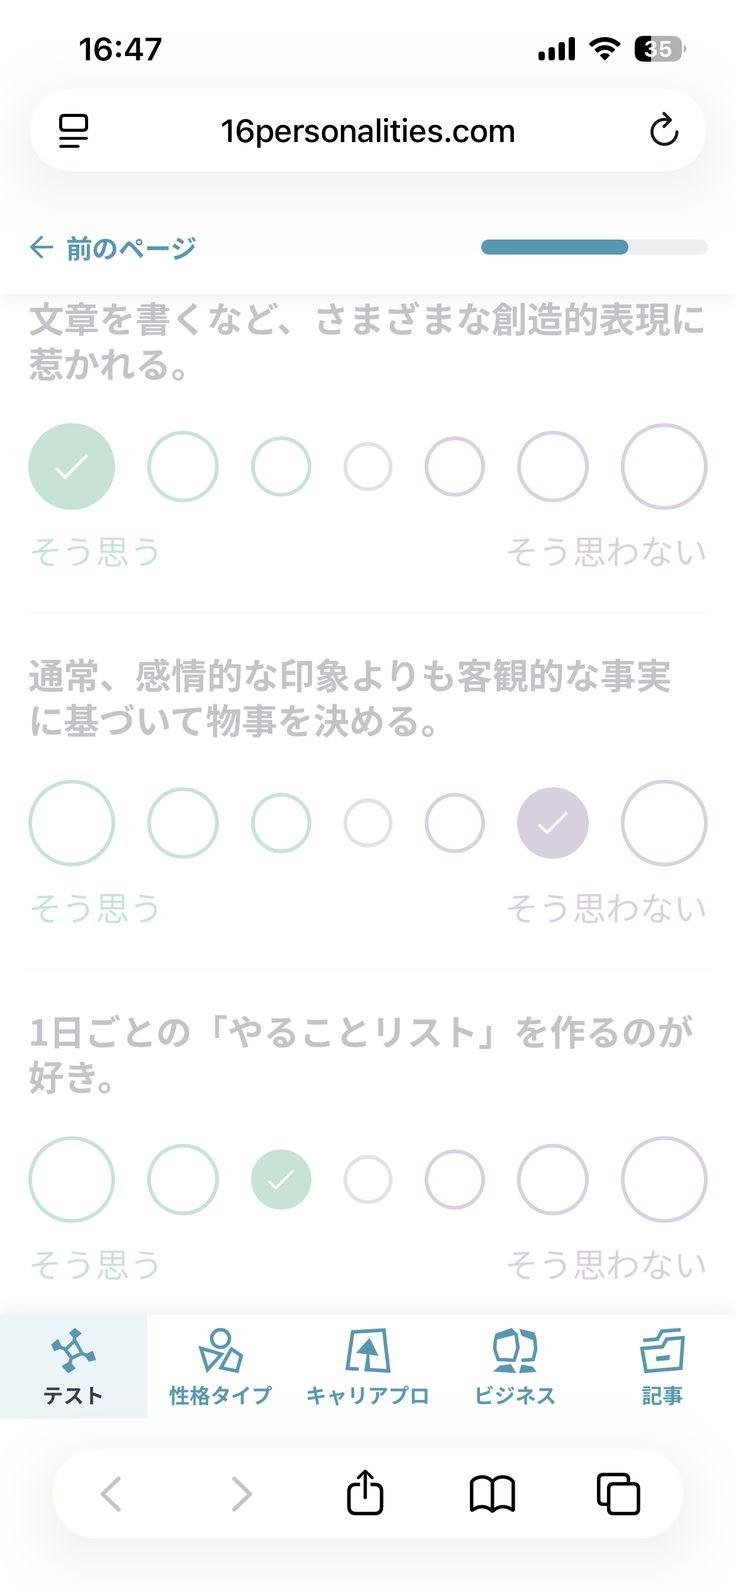 16:47
35
16personalities.com
← 前のページ
文章を書くなど、さまざまな創造的表現に
惹かれる。
そう思う そう思わない
通常、感情的な印象よりも客観的な事実
に基づいて物事を決める。
そう思う そう思わない
1日ごとの「やることリスト」を作るのが
好き。
そう思う そう思わない
テスト 性格タイプ キャリアプロ ビジネス 記事